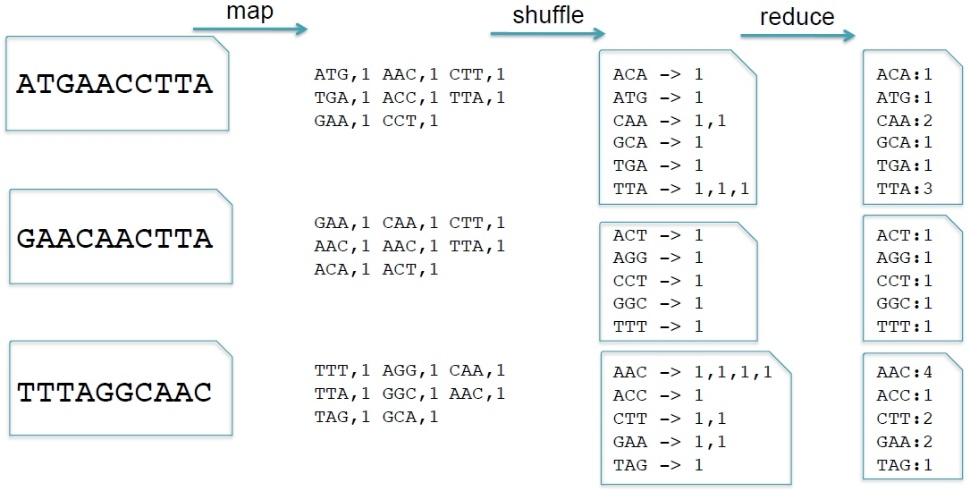 map
shuffle
reduce
ATGAACCTTA
ATG,1 AAC,1 CTT,1
TGA,1 ACC,1 TTA,1
GAA,1 CCT,1
ACA -> 1
ATG -> 1
CAA -> 1,1
GCA -> 1
TGA -> 1
TTA -> 1,1,1
ACA:1
ATG:1
CAA:2
GCA:1
TGA:1
TTA:3
GAACAACTTA
GAA,1 CAA,1 CTT,1
AAC,1 AAC,1 TTA,1
ACA,1 ACT,1
ACT -> 1
AGG -> 1
CCT -> 1
GGC -> 1
TTT -> 1
ACT:1
AGG:1
CCT:1
GGC:1
TTT:1
TTTAGGCAAC
TTT,1 AGG,1 CAA,1
TTA,1 GGC,1 AAC,1
TAG,1 GCA,1
AAC -> 1,1,1,1
ACC -> 1
CTT -> 1,1
GAA -> 1,1
TAG -> 1
AAC:4
ACC:1
CTT:2
GAA:2
TAG:1